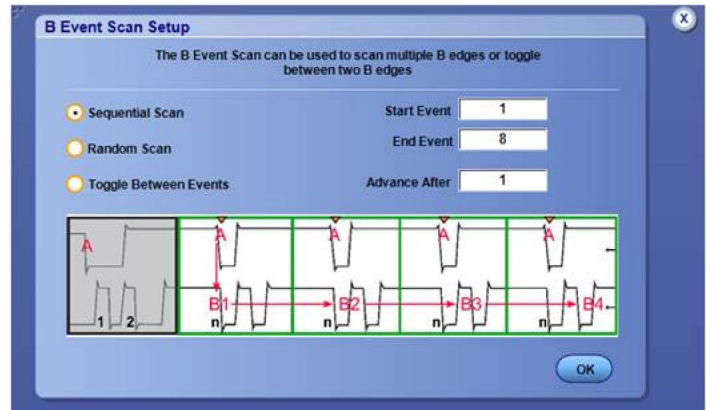 B Event Scan Setup
X
The B Event Scan can be used to scan multiple B edges or toggle
between two B edges
Sequential Scan
Start Event 1
Random Scan
End Event 8
Toggle Between Events
Advance After 1
A A A A A
B1 B2 B3 B4
1 2 n n n n
OK